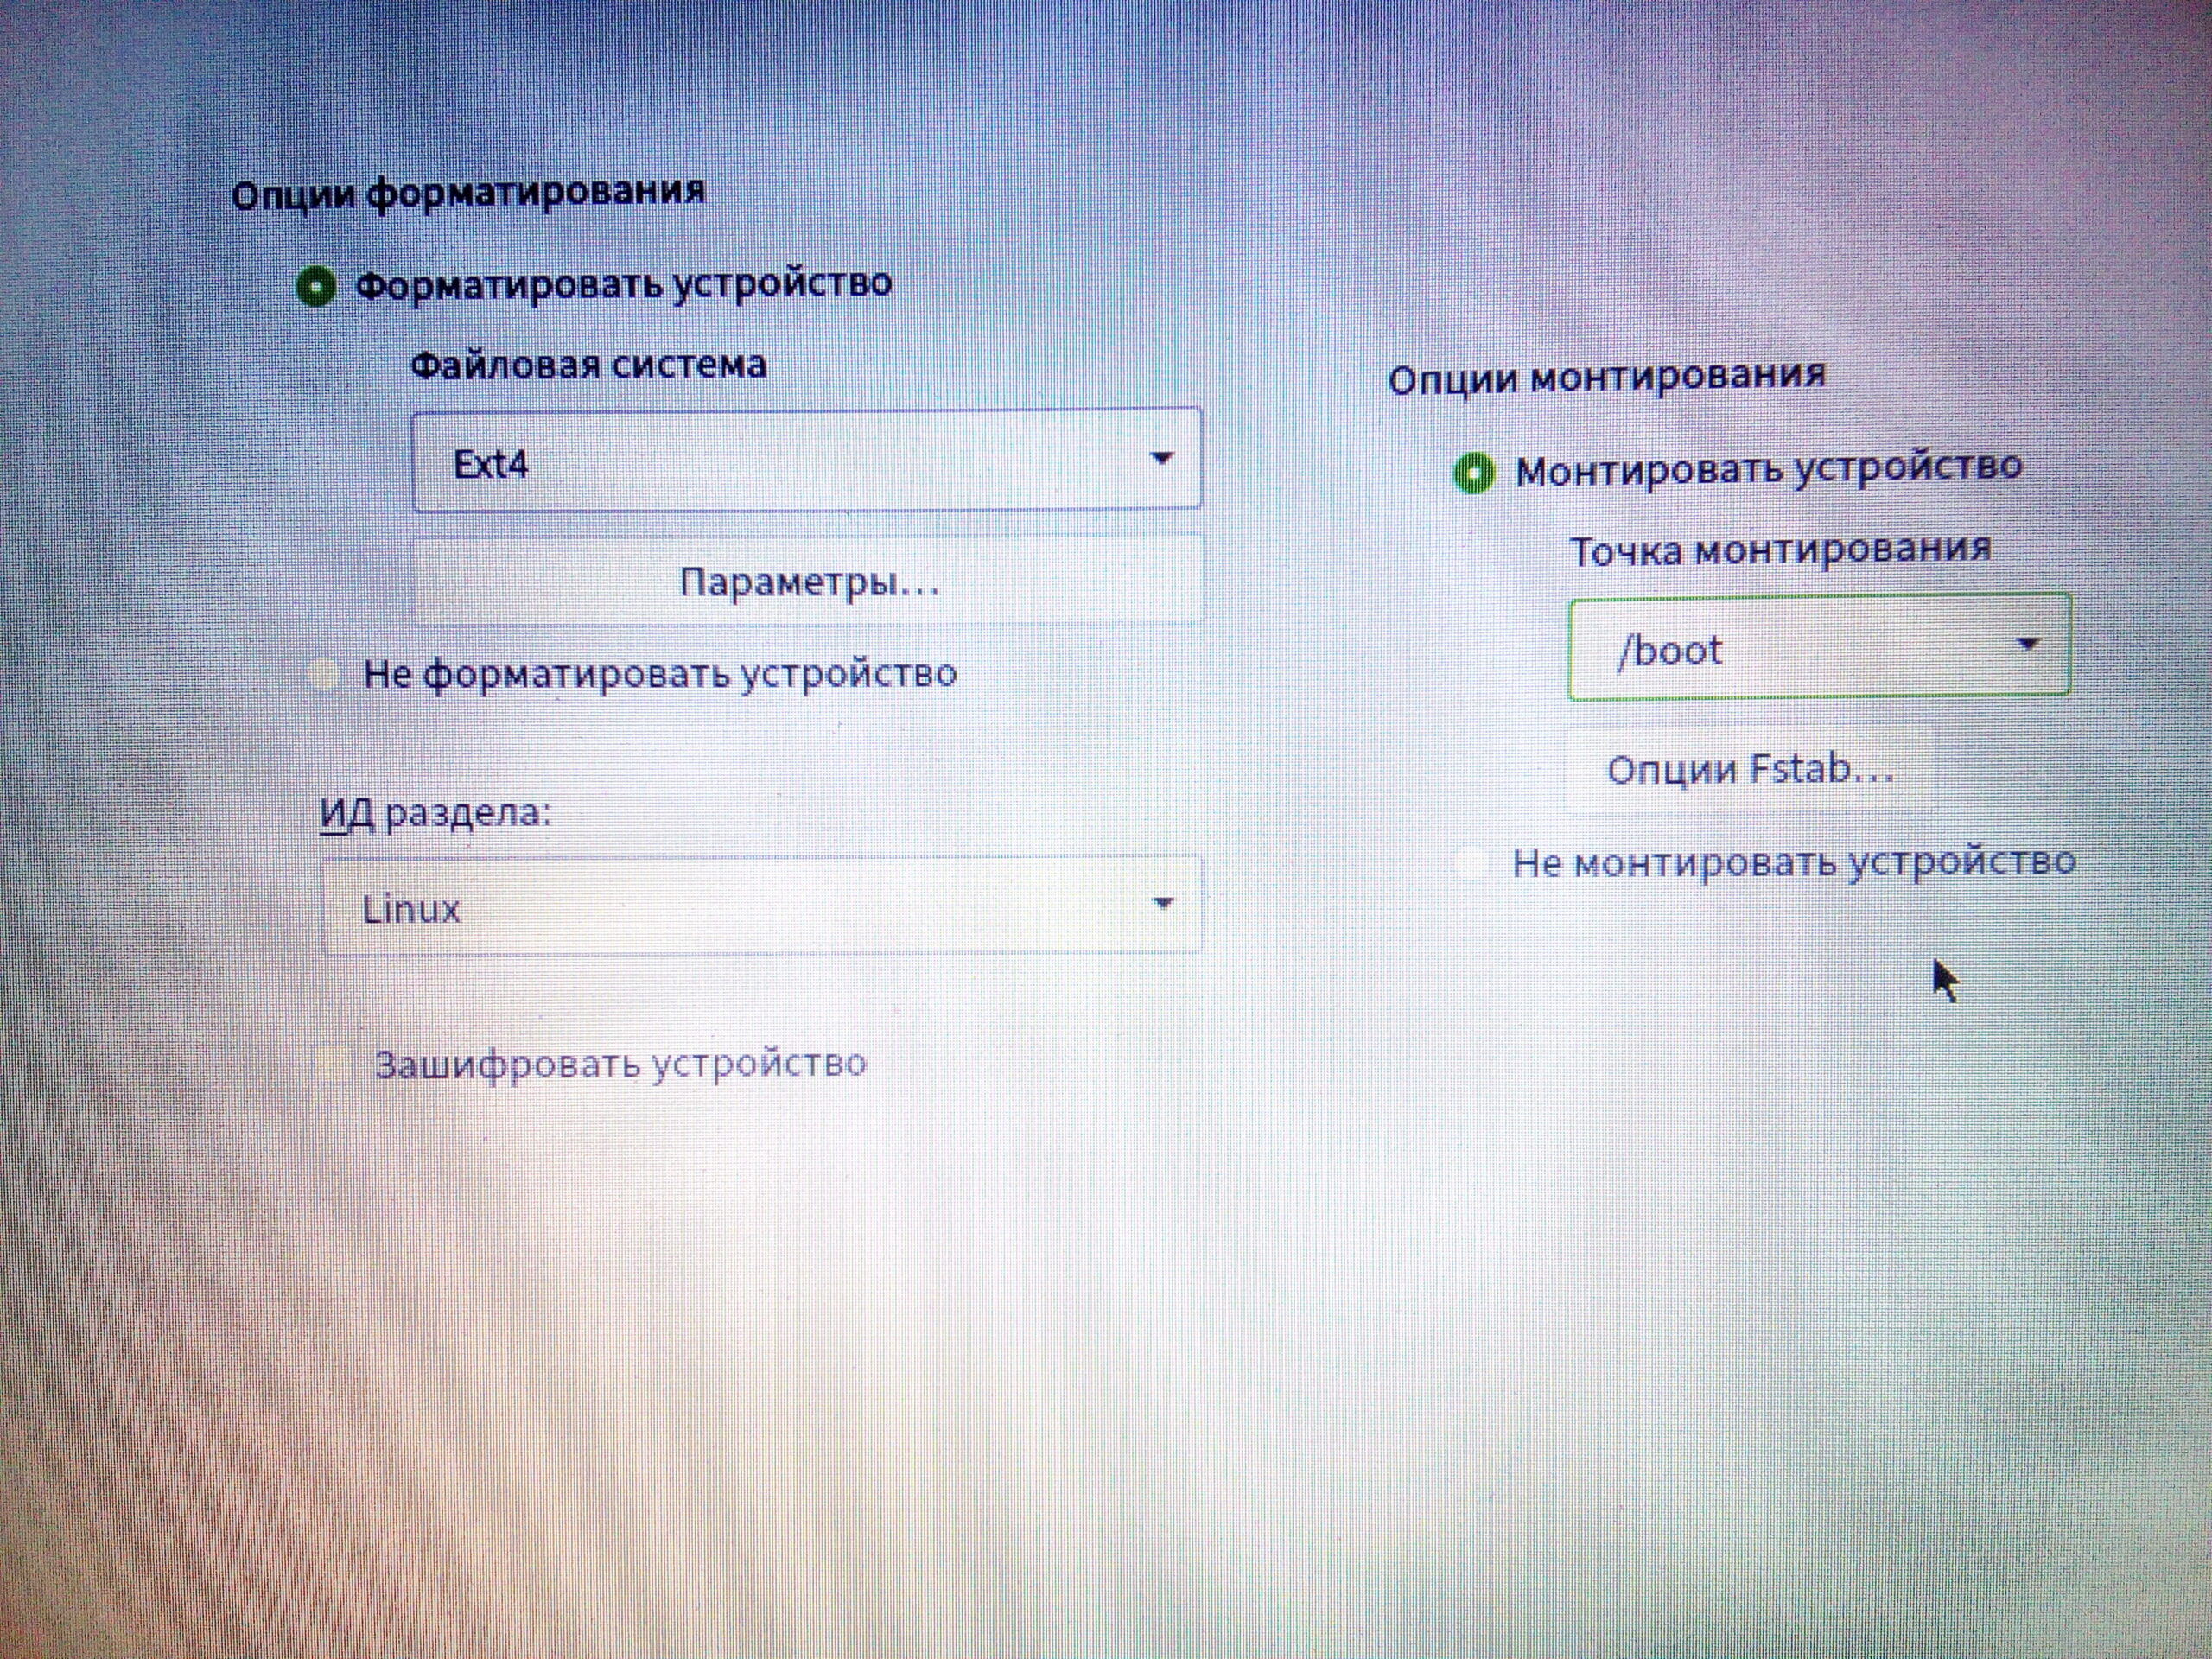 Опции форматирования
Форматировать устройство
Файловая система
Ext4
Параметры...
Не форматировать устройство
ИД раздела:
Linux
Зашифровать устройство
Опции монтирования
Монтировать устройство
Точка монтирования
/boot
Опции Fstab...
Не монтировать устройство